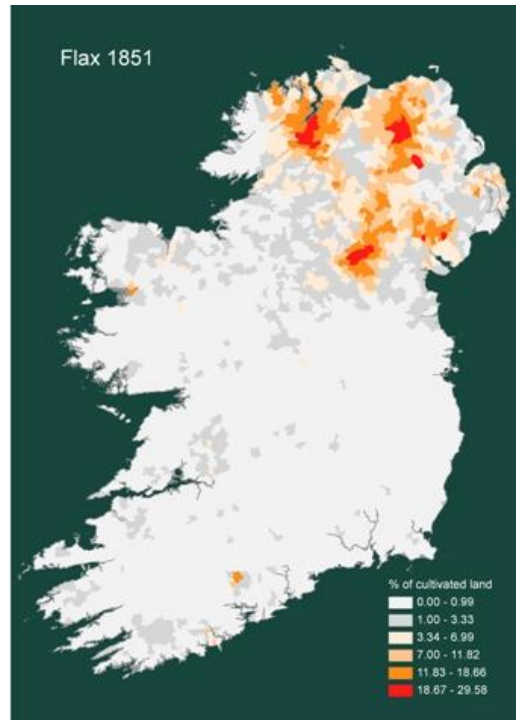 Flax 1851
% of cultivated land
0.00 - 0.99
1.00 - 3.33
3.34 - 6.99
7.00 - 11.82
11.83 - 18.66
18.67 - 29.58